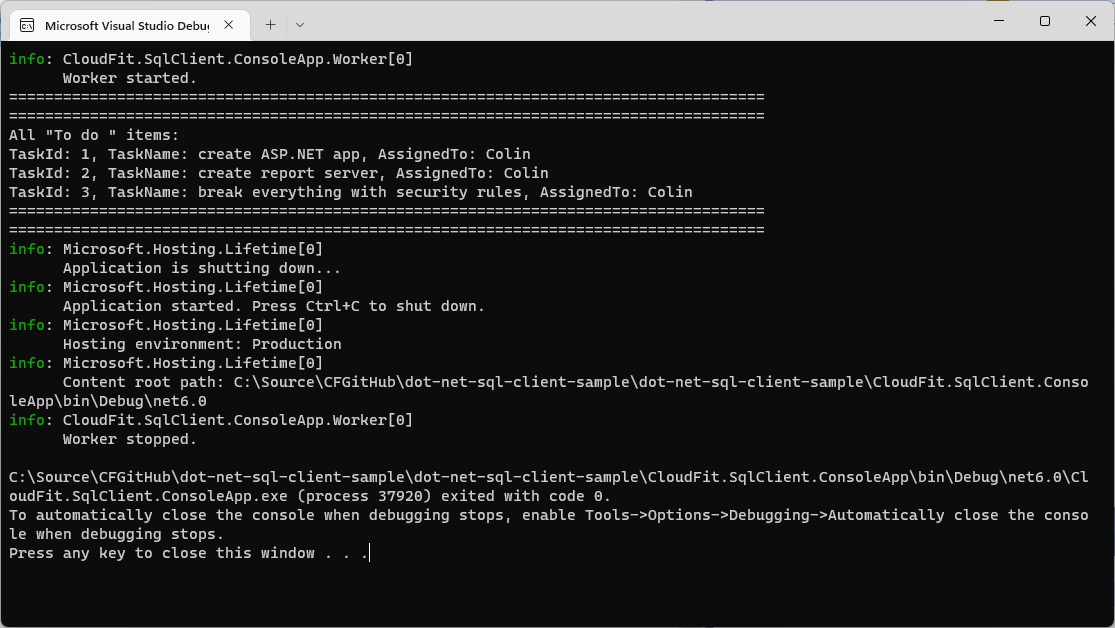 Microsoft Visual Studio Debug
info: CloudFit.SqlClient.ConsoleApp.Worker[0]
Worker started.
====================================================================================
====================================================================================
All "To do " items:
TaskId: 1, TaskName: create ASP.NET app, AssignedTo: Colin
TaskId: 2, TaskName: create report server, AssignedTo: Colin
TaskId: 3, TaskName: break everything with security rules, AssignedTo: Colin
====================================================================================
====================================================================================
info: Microsoft.Hosting.Lifetime[0]
Application is shutting down...
info: Microsoft.Hosting.Lifetime[0]
Application started. Press Ctrl+C to shut down.
info: Microsoft.Hosting.Lifetime[0]
Hosting environment: Production
info: Microsoft.Hosting.Lifetime[0]
Content root path: C:\Source\CFGitHub\dot-net-sql-client-sample\dot-net-sql-client-sample\CloudFit.SqlClient.Conso
leApp\bin\Debug\net6.0
info: CloudFit.SqlClient.ConsoleApp.Worker[0]
Worker stopped.
C:\Source\CFGitHub\dot-net-sql-client-sample\dot-net-sql-client-sample\CloudFit.SqlClient.ConsoleApp\bin\Debug\net6.0\Cl
oudFit.SqlClient.ConsoleApp.exe (process 37920) exited with code 0.
To automatically close the console when debugging stops, enable Tools->Options->Debugging->Automatically close the conso
le when debugging stops.
Press any key to close this window . . .